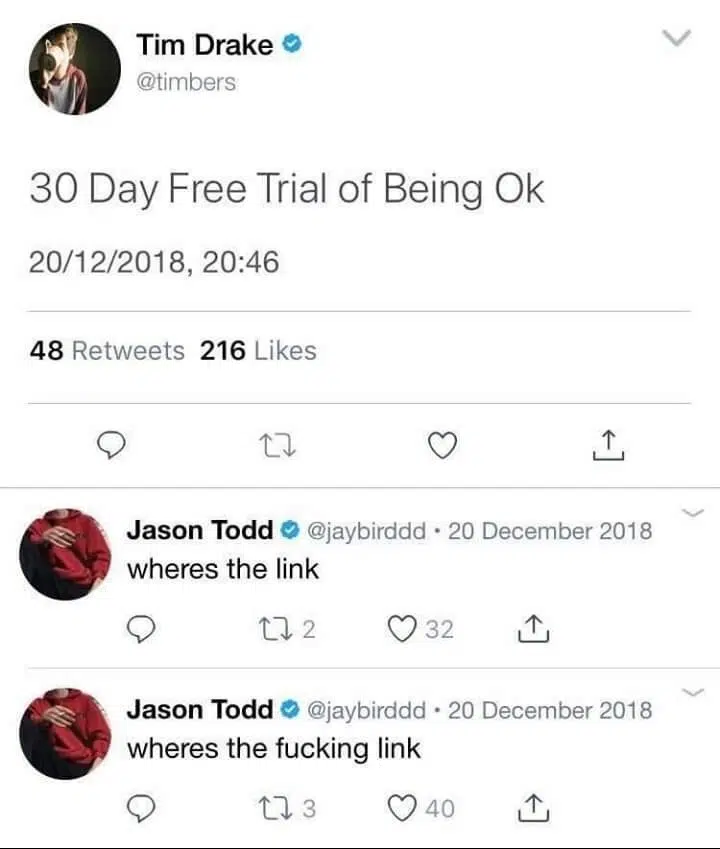 Tim Drake
@timbers
30 Day Free Trial of Being Ok
20/12/2018, 20:46
48 Retweets 216 Likes
Jason Todd @jaybirddd • 20 December 2018
wheres the link
2 32
Jason Todd @jaybirddd • 20 December 2018
wheres the fucking link
3 40